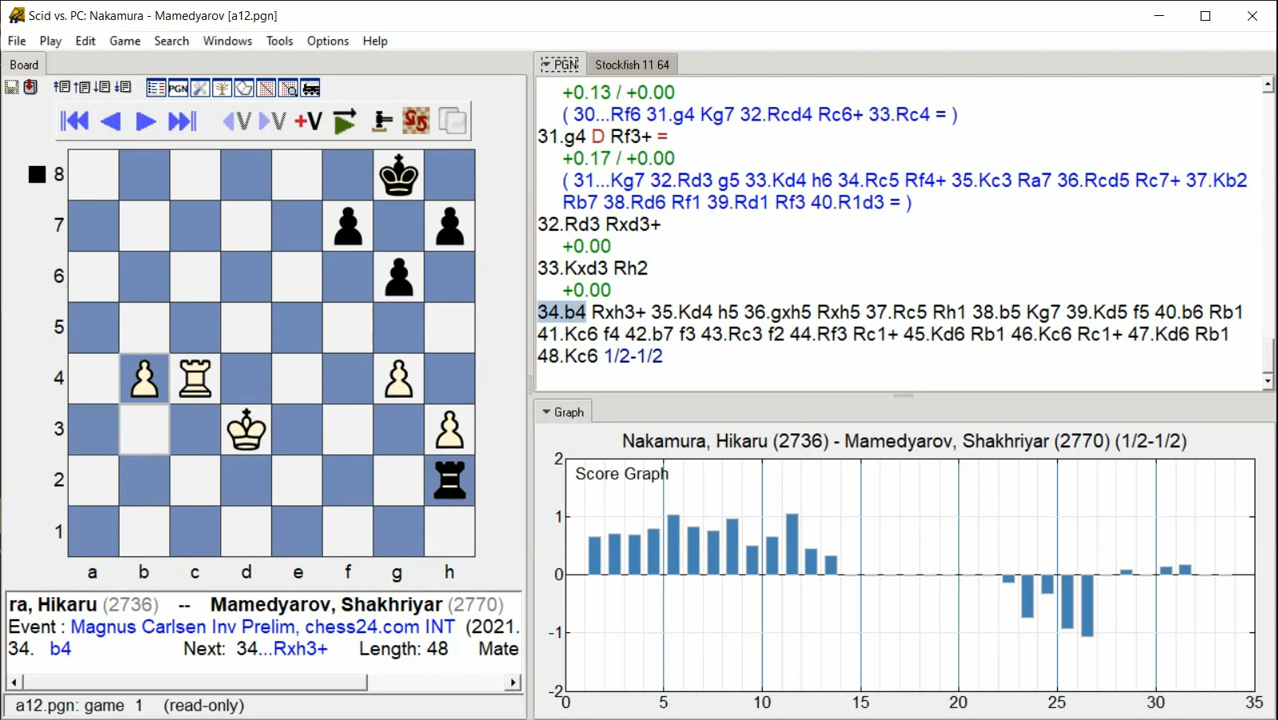 Scid vs. PC: Nakamura - Mamedyarov [a12.pgn]
File Play Edit Game Search Windows Tools Options Help
Board
PGN Stockfish 11 64
PGN
V V +V
8
7
6
5
4
3
2
1
a b c d e f g h
+0.13 / +0.00
( 30...Rf6 31.g4 Kg7 32.Rcd4 Rc6+ 33.Rc4 = )
31.g4 D Rf3+ =
+0.17 / +0.00
( 31...Kg7 32.Rd3 g5 33.Kd4 h6 34.Rc5 Rf4+ 35.Kc3 Ra7 36.Rcd5 Rc7+ 37.Kb2
Rb7 38.Rd6 Rf1 39.Rd1 Rf3 40.R1d3 = )
32.Rd3 Rxd3+
+0.00
33.Kxd3 Rh2
+0.00
34.b4 Rxh3+ 35.Kd4 h5 36.gxh5 Rxh5 37.Rc5 Rh1 38.b5 Kg7 39.Kd5 f5 40.b6 Rb1
41.Kc6 f4 42.b7 f3 43.Rc3 f2 44.Rf3 Rc1+ 45.Kd6 Rb1 46.Kc6 Rc1+ 47.Kd6 Rb1
48.Kc6 1/2-1/2
Graph
Nakamura, Hikaru (2736) - Mamedyarov, Shakhriyar (2770) (1/2-1/2)
Score Graph
2
1
0
-1
-2
0 5 10 15 20 25 30 35
ra, Hikaru (2736) -- Mamedyarov, Shakhriyar (2770)
Event : Magnus Carlsen Inv Prelim, chess24.com INT (2021.
34. b4 Next: 34...Rxh3+ Length: 48 Mate
a12.pgn: game 1 (read-only)